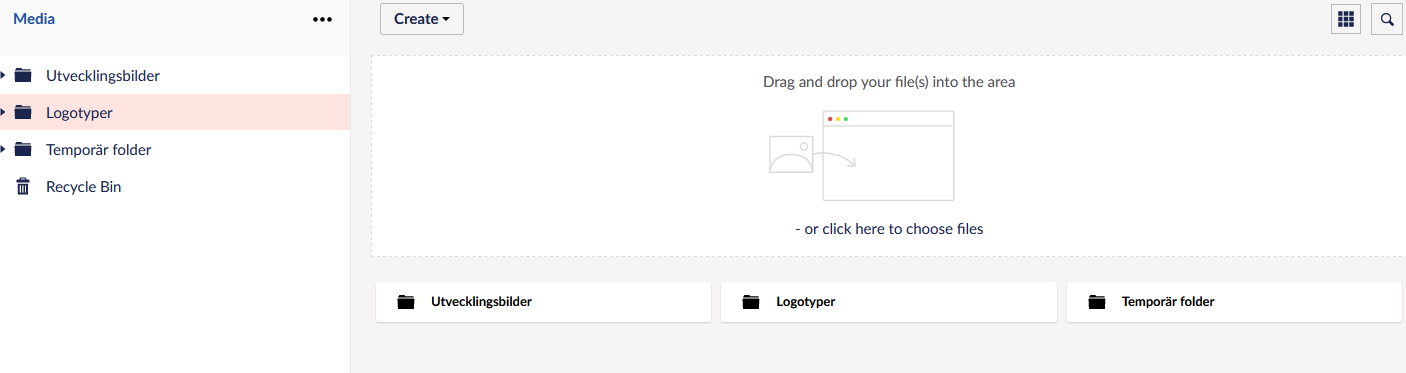 Media
Create
Utvecklingsbilder
Logotyper
Temporär folder
Recycle Bin
Drag and drop your file(s) into the area
- or click here to choose files
Utvecklingsbilder
Logotyper
Temporär folder